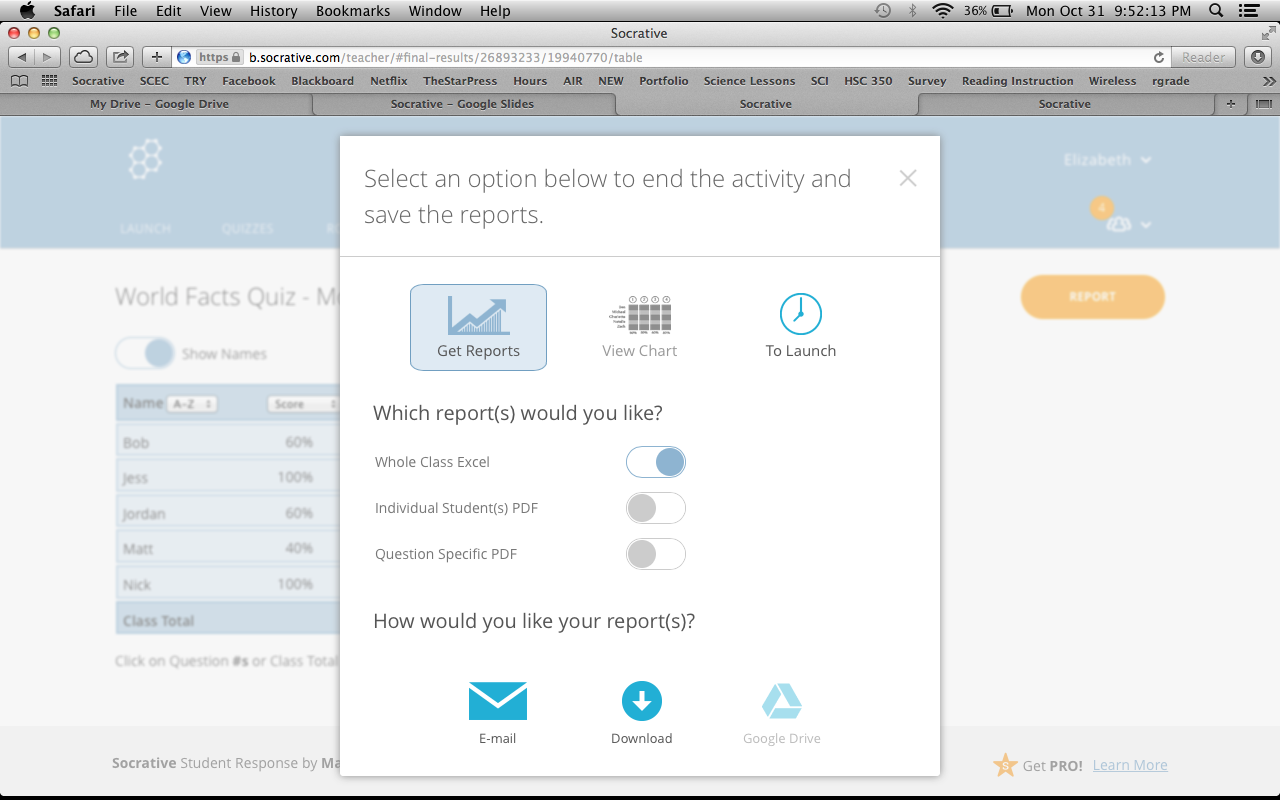 Safari File Edit View History Bookmarks Window Help 36% Mon Oct 31 9:52:13 PM
Socrative
https b.socrative.com/teacher/#final-results/26893233/19940770/table Reader
Socrative SCEC TRY Facebook Blackboard Netflix TheStarPress Hours AIR NEW Portfolio Science Lessons SCI HSC 350 Survey Reading Instruction Wireless rgrade
My Drive – Google Drive Socrative – Google Slides Socrative Socrative
Elizabeth
4
LAUNCH QUIZZES
Select an option below to end the activity and
save the reports.
World Facts Quiz -
REPORT
Show Names
Get Reports View Chart To Launch
Name A–Z Score
Bob 60%
Jess 100%
Jordan 60%
Matt 40%
Nick 100%
Class Total
Click on Question #s or Class Total
Which report(s) would you like?
Whole Class Excel
Individual Student(s) PDF
Question Specific PDF
How would you like your report(s)?
E-mail Download Google Drive
Socrative Student Response by
Get PRO! Learn More